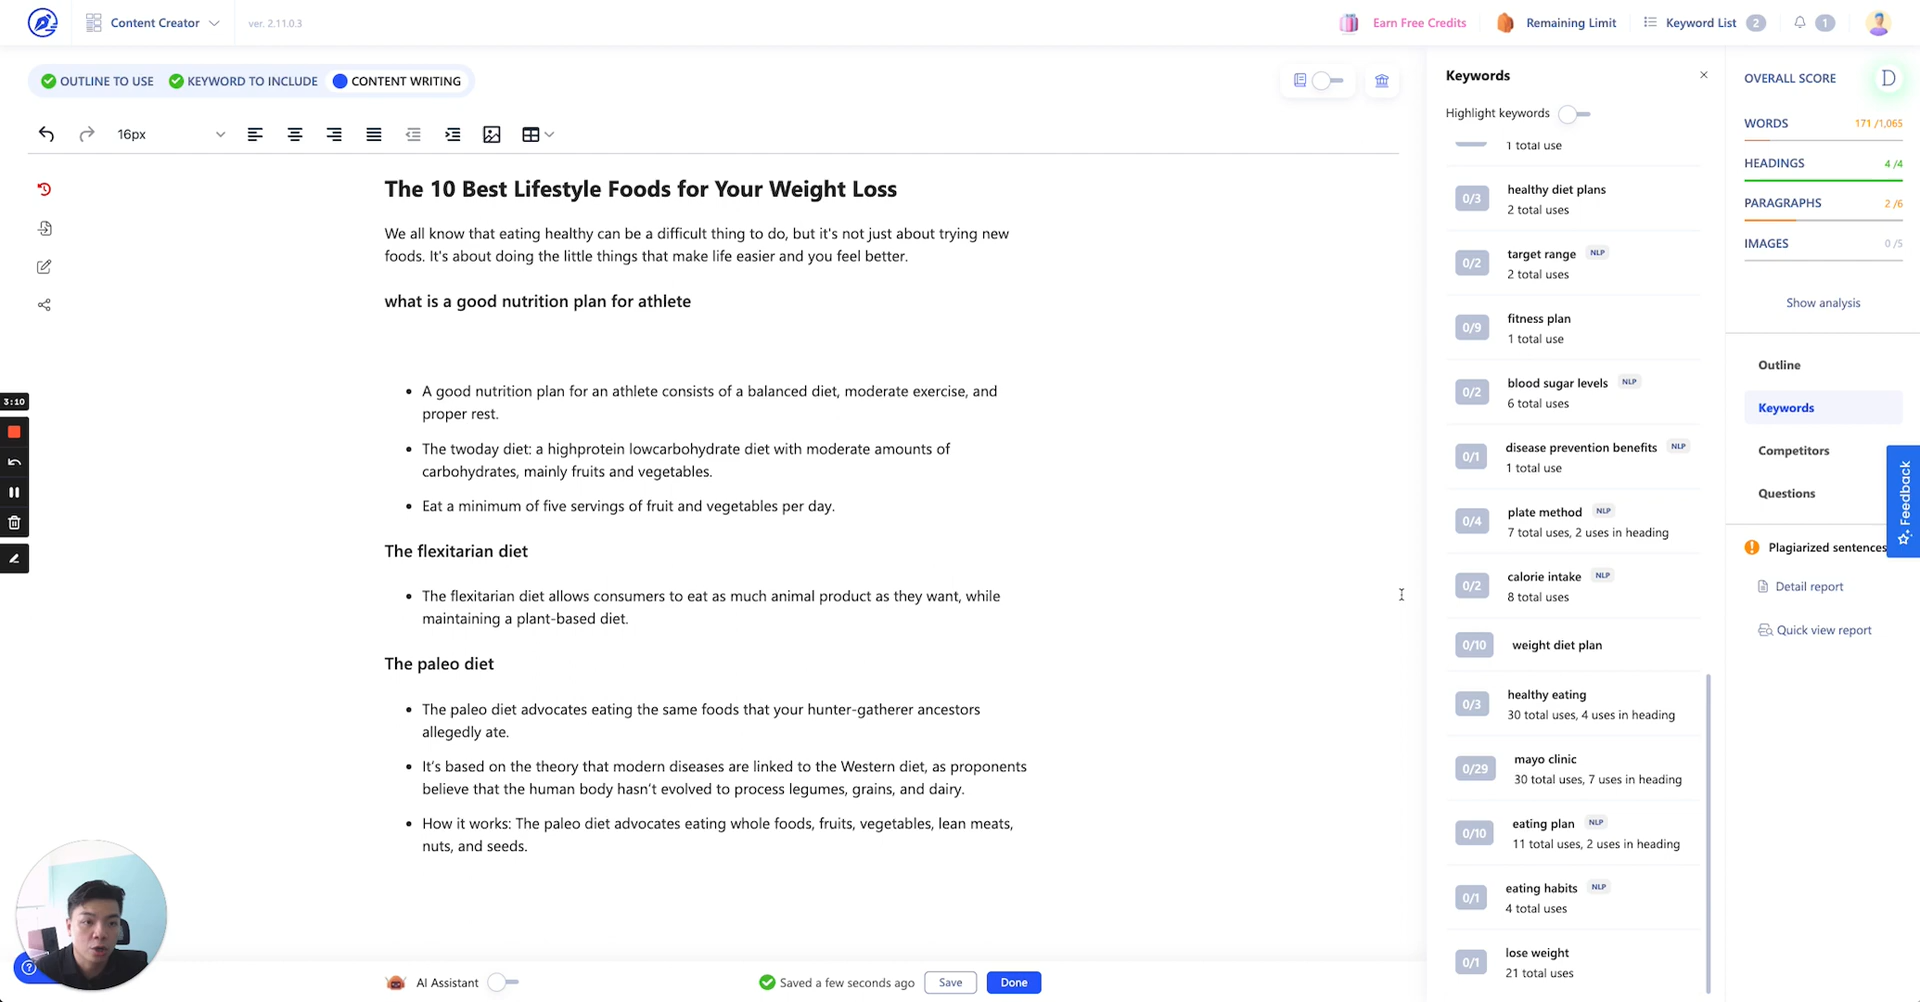 Content Creator
ver. 2.11.0.3
Earn Free Credits
Remaining Limit
Keyword List 2
1
OUTLINE TO USE
KEYWORD TO INCLUDE
CONTENT WRITING
16px
The 10 Best Lifestyle Foods for Your Weight Loss
We all know that eating healthy can be a difficult thing to do, but it's not just about trying new
foods. It's about doing the little things that make life easier and you feel better.
what is a good nutrition plan for athlete
A good nutrition plan for an athlete consists of a balanced diet, moderate exercise, and
proper rest.
The twoday diet: a highprotein lowcarbohydrate diet with moderate amounts of
carbohydrates, mainly fruits and vegetables.
Eat a minimum of five servings of fruit and vegetables per day.
The flexitarian diet
The flexitarian diet allows consumers to eat as much animal product as they want, while
maintaining a plant-based diet.
The paleo diet
The paleo diet advocates eating the same foods that your hunter-gatherer ancestors
allegedly ate.
It's based on the theory that modern diseases are linked to the Western diet, as proponents
believe that the human body hasn't evolved to process legumes, grains, and dairy.
How it works: The paleo diet advocates eating whole foods, fruits, vegetables, lean meats,
nuts, and seeds.
3:10
AI Assistant
Saved a few seconds ago
Save
Done
Keywords
Highlight keywords
1 total use
0/3
healthy diet plans
2 total uses
0/2
target range NLP
2 total uses
0/9
fitness plan
1 total use
0/2
blood sugar levels NLP
6 total uses
0/1
disease prevention benefits NLP
1 total use
0/4
plate method NLP
7 total uses, 2 uses in heading
0/2
calorie intake NLP
8 total uses
0/10
weight diet plan
0/3
healthy eating
30 total uses, 4 uses in heading
0/29
mayo clinic
30 total uses, 7 uses in heading
0/10
eating plan NLP
11 total uses, 2 uses in heading
0/1
eating habits NLP
4 total uses
0/1
lose weight
21 total uses
OVERALL SCORE D
WORDS 171 /1,065
HEADINGS 4 /4
PARAGRAPHS 2 /6
IMAGES 0 /5
Show analysis
Outline
Keywords
Competitors
Questions
Plagiarized sentences
Detail report
Quick view report
Feedback